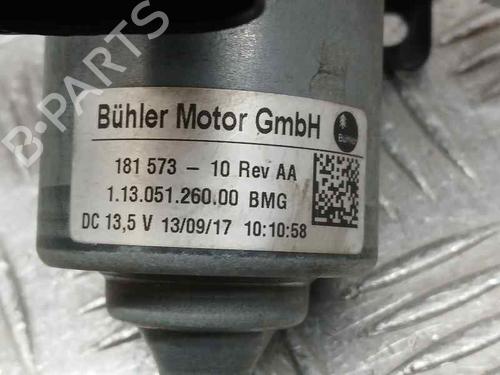 B-PARTS
Bühler Motor GmbH
BÜHLER
181 573 - 10 Rev AA
1.13.051.260.00 BMG
DC 13,5 V 13/09/17 10:10:58